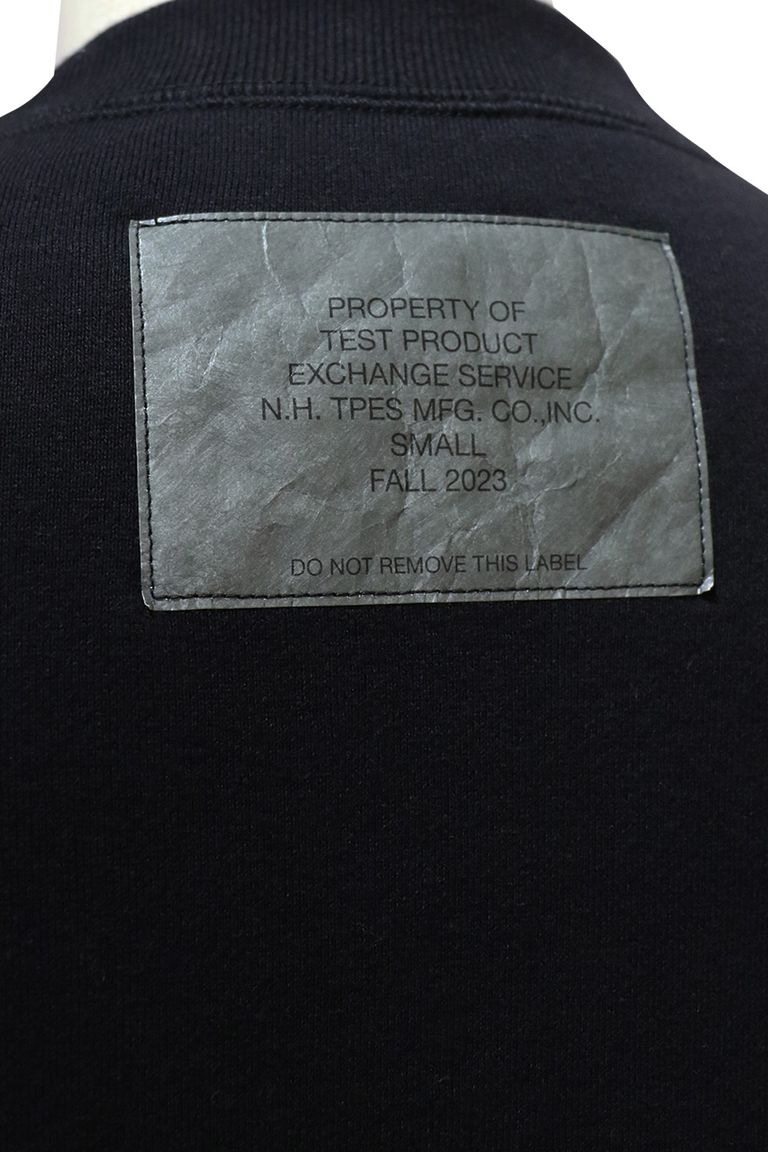 PROPERTY OF
TEST PRODUCT
EXCHANGE SERVICE
N.H. TPES MFG. CO.,INC.
SMALL
FALL 2023
DO NOT REMOVE THIS LABEL